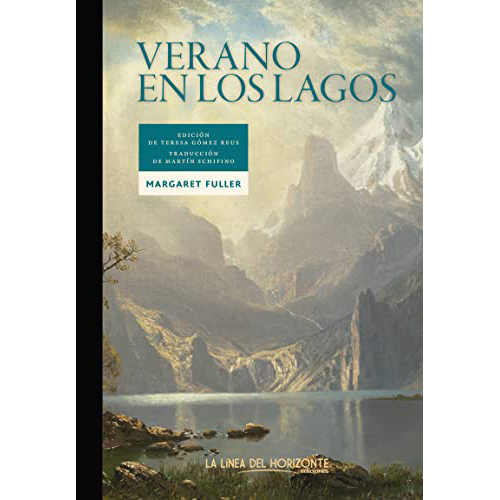 VERANO
EN LOS LAGOS
EDICIÓN
DE TERESA GÓMEZ REUS
TRADUCCIÓN
DE MARTÍN SCHIFINO
MARGARET FULLER
LA LÍNEA DEL HORIZONTE
ediciones